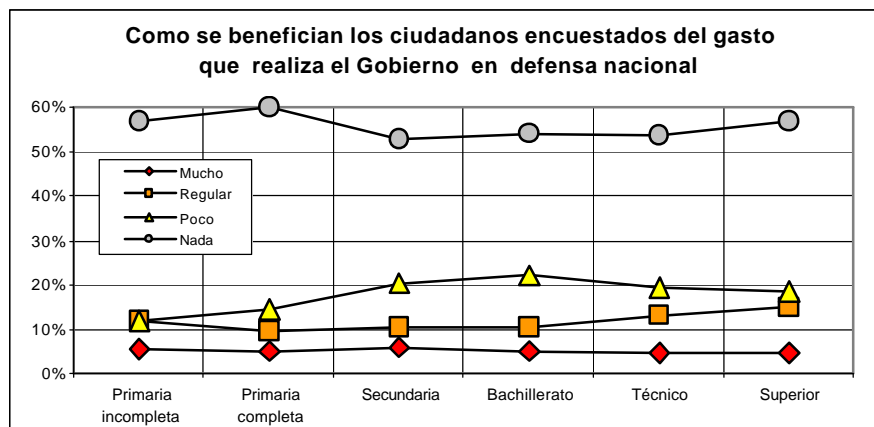 Como se benefician los ciudadanos encuestados del gasto
que realiza el Gobierno en defensa nacional
60%
50%
40%
30%
20%
10%
0%
Mucho
Regular
Poco
Nada
Primaria
incompleta
Primaria
completa
Secundaria
Bachillerato
Técnico
Superior